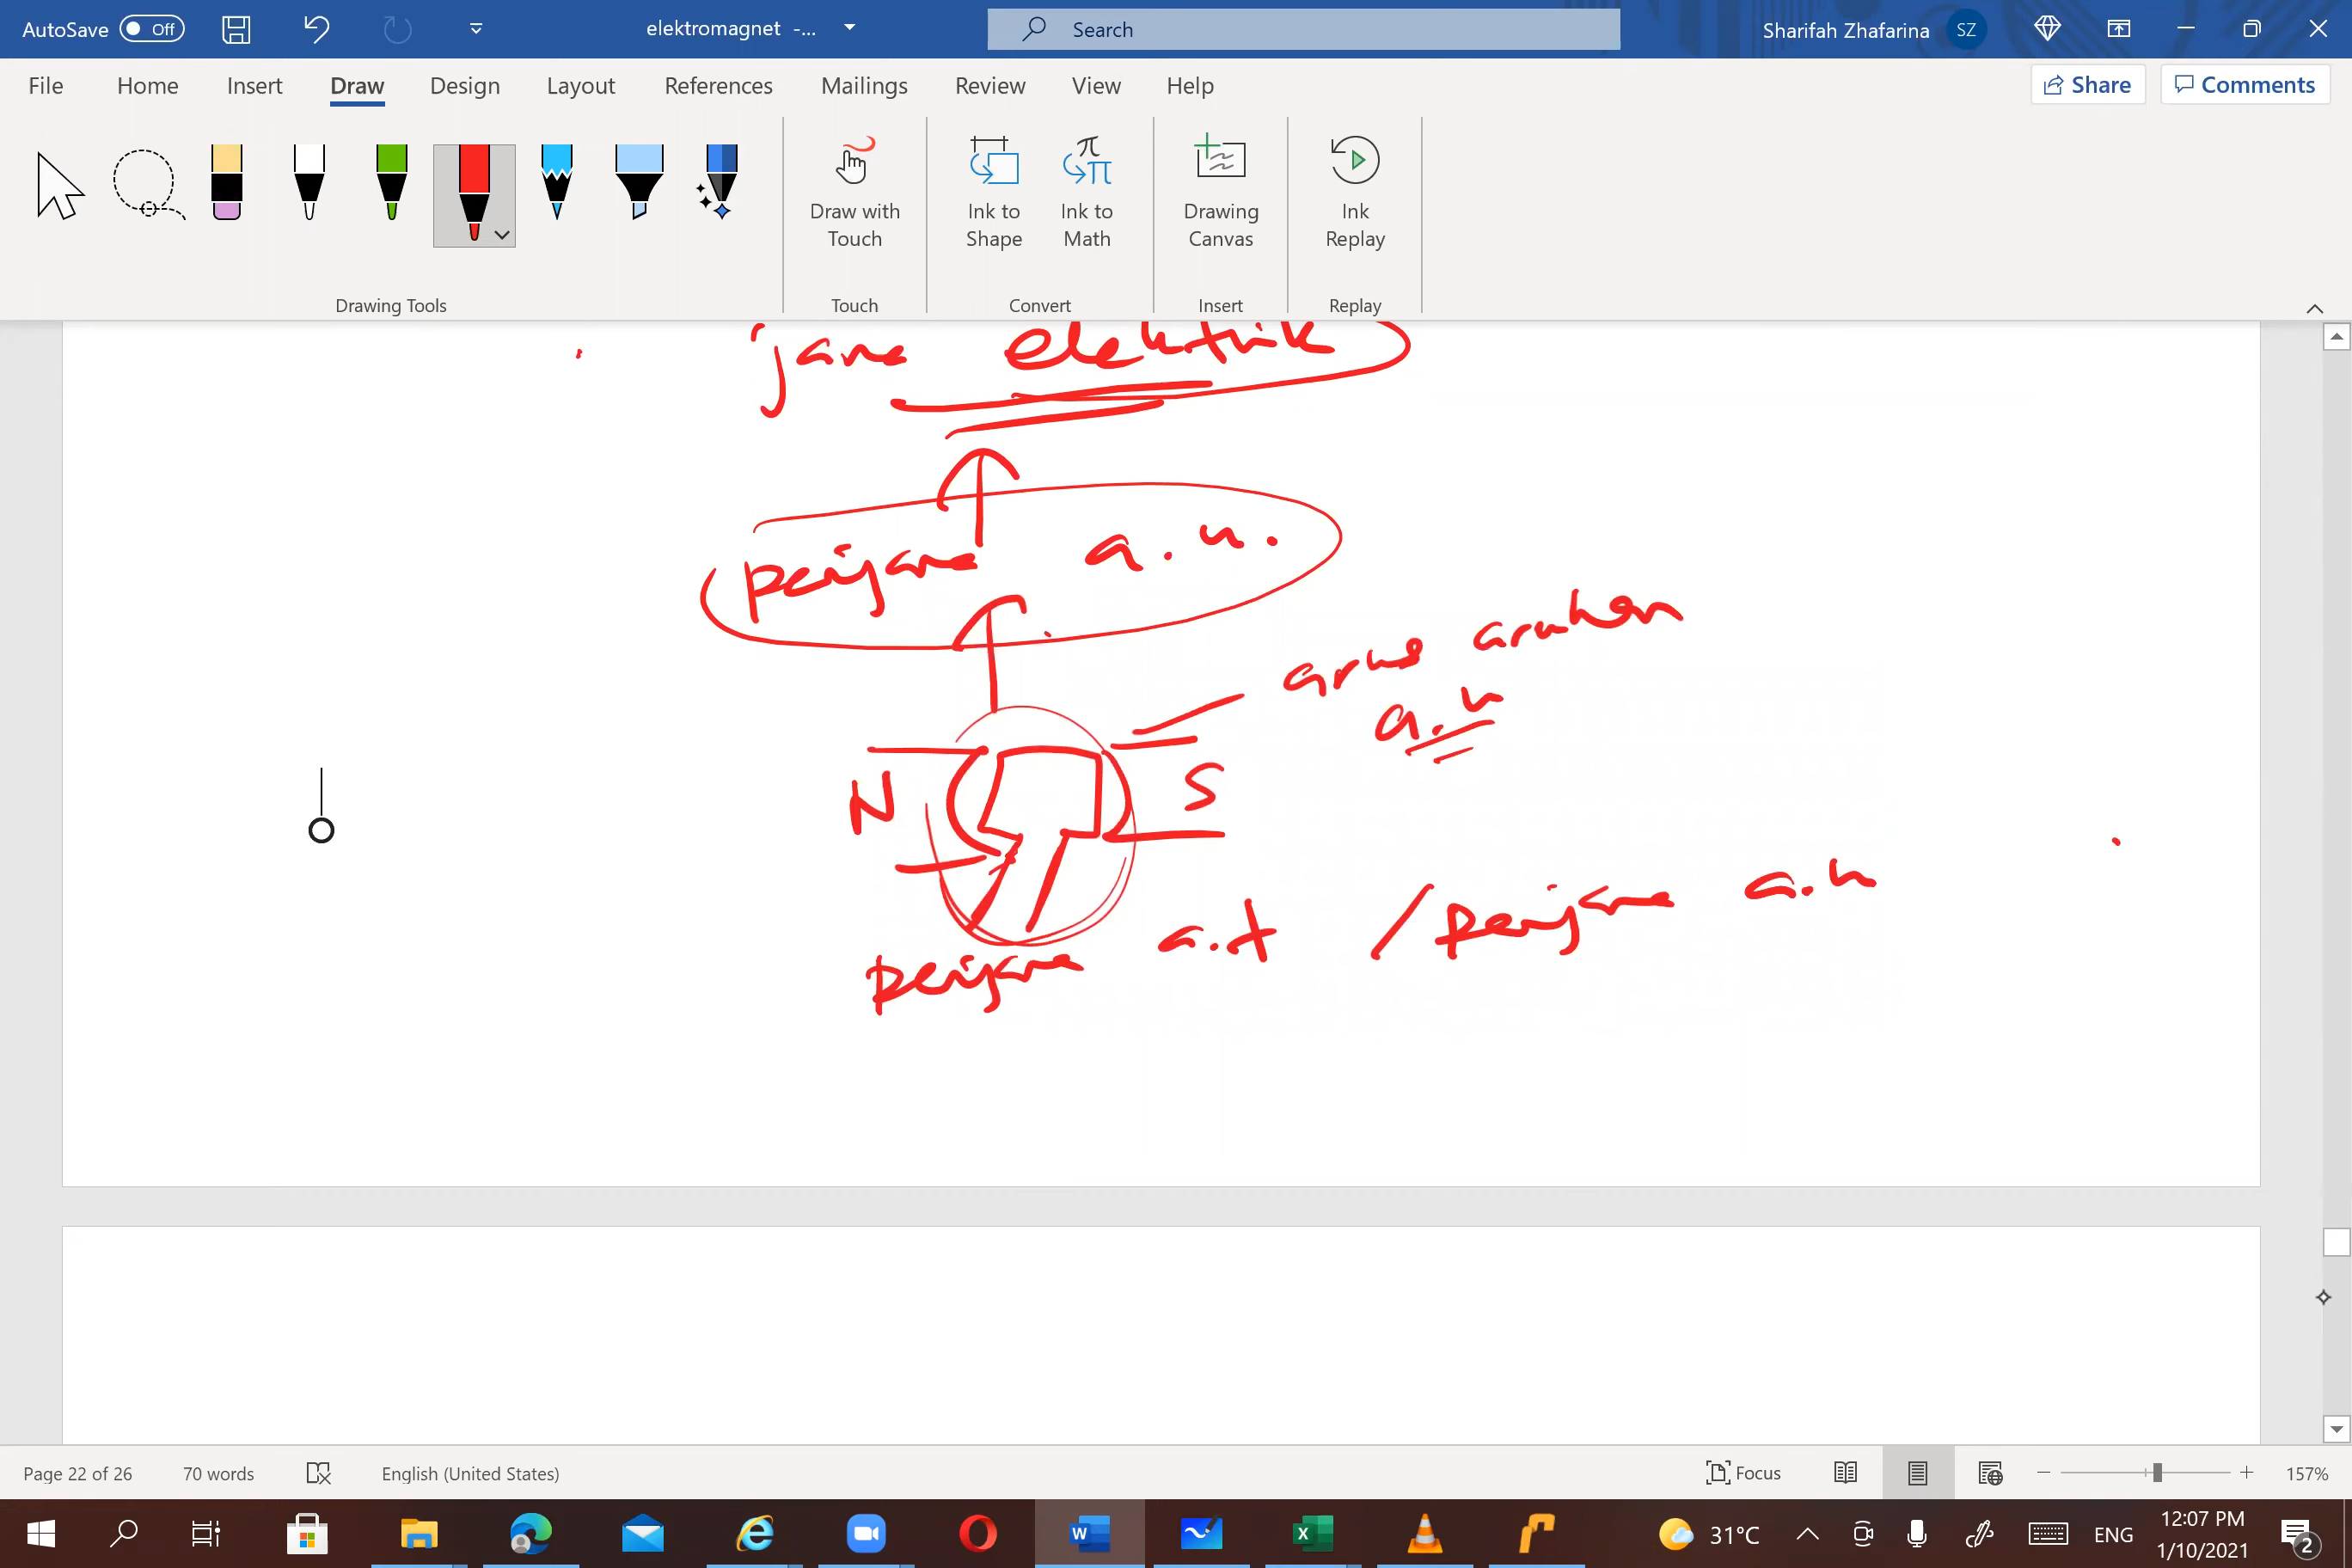 AutoSave Off elektromagnet -... Search Sharifah Zhafarina SZ
File Home Insert Draw Design Layout References Mailings Review View Help Share Comments
Draw with Touch
Ink to Shape
Ink to Math
Drawing Canvas
Ink Replay
Drawing Tools Touch Convert Insert Replay
jana elektrik
penjana a.u.
arus aruhan
a.u
N S
penjana a.t / penjana a.u
Page 22 of 26 70 words English (United States) Focus 157%
31°C ENG 12:07 PM
1/10/2021
2